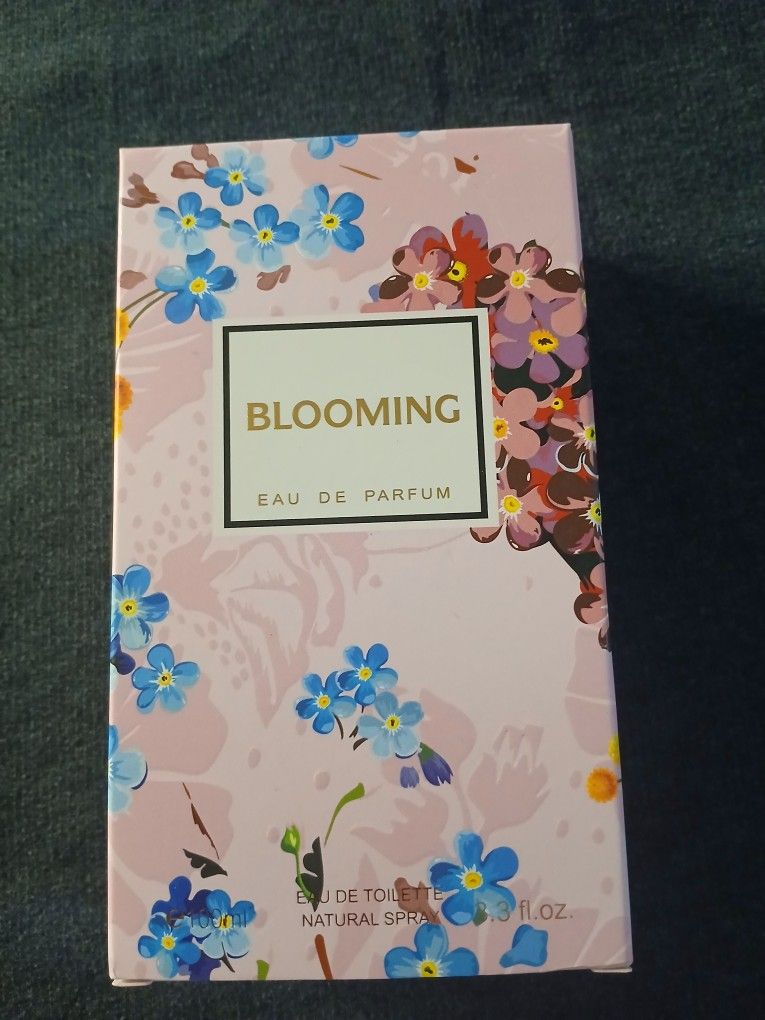 BLOOMING
EAU DE PARFUM
EAU DE TOILETTE
NATURAL SPRAY
℮100ml
3.3 fl.oz.